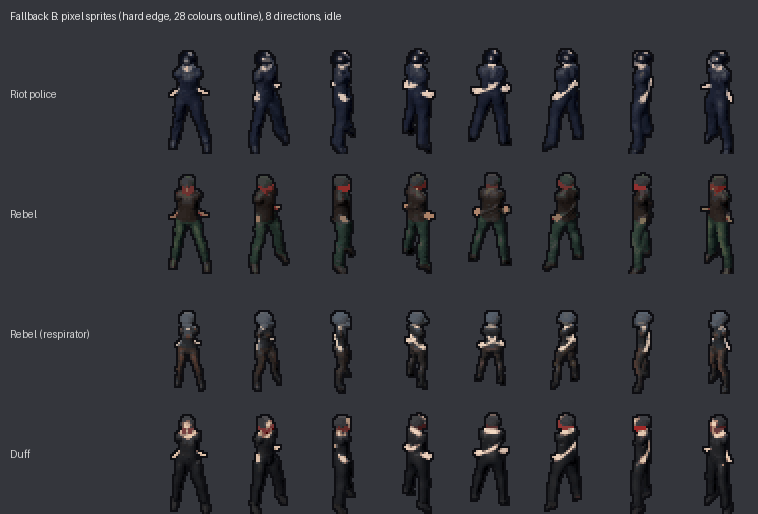 Fallback B: pixel sprites (hard edge, 28 colours, outline), 8 directions, idle
Riot police
Rebel
Rebel (respirator)
Duff